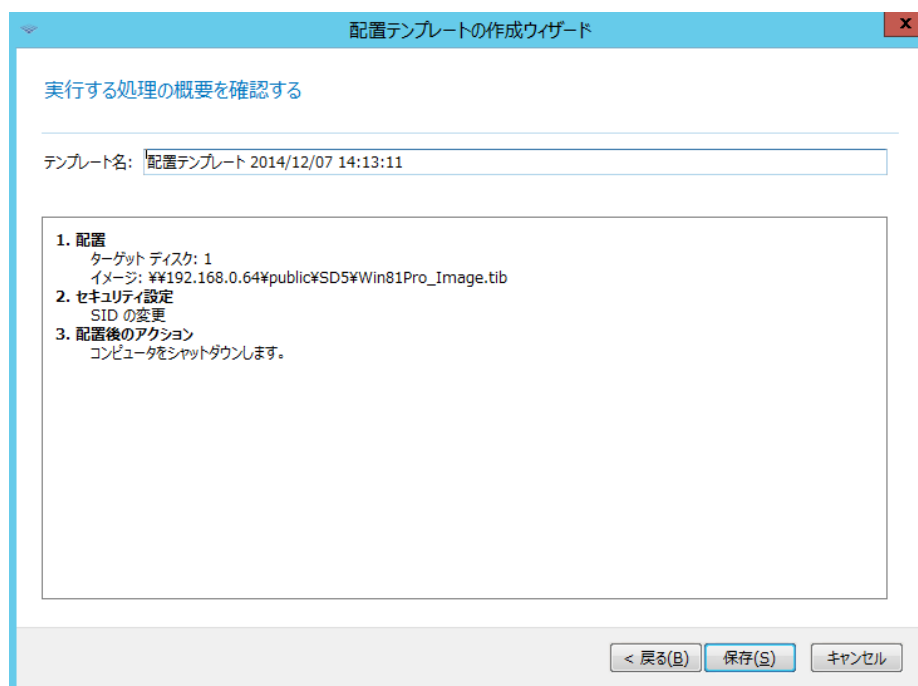 配置テンプレートの作成ウィザード
x
実行する処理の概要を確認する
テンプレート名: 配置テンプレート 2014/12/07 14:13:11
1. 配置
ターゲット ディスク: 1
イメージ: ¥¥192.168.0.64¥public¥SD5¥Win81Pro_Image.tib
2. セキュリティ設定
SID の変更
3. 配置後のアクション
コンピュータをシャットダウンします。
< 戻る(B) 保存(S) キャンセル